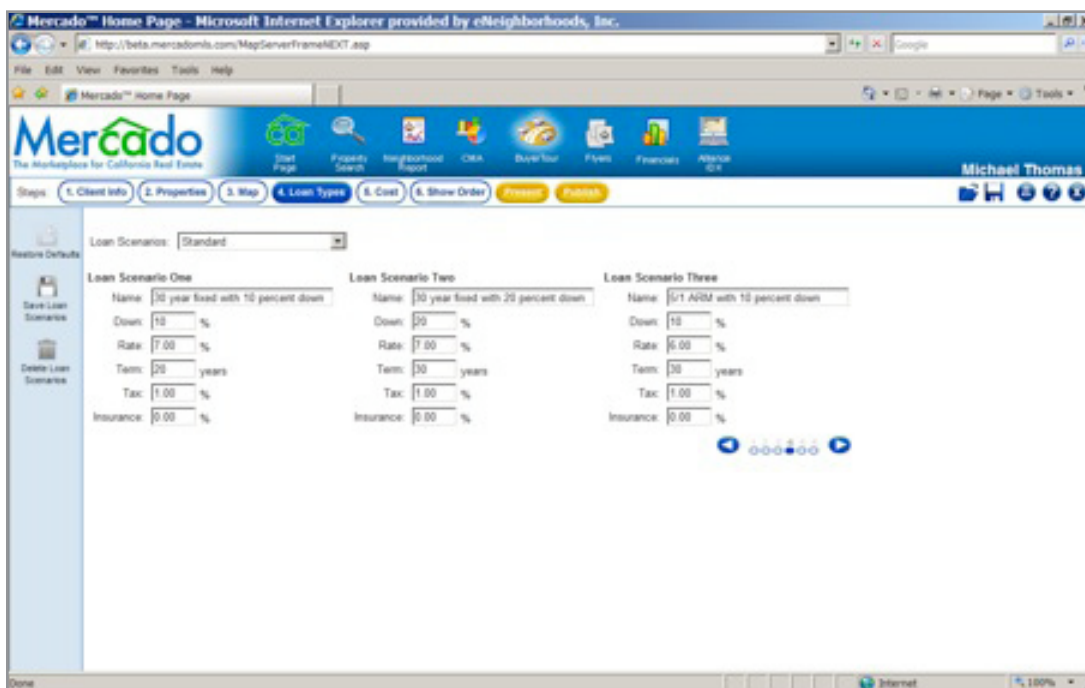 Mercado™ Home Page - Microsoft Internet Explorer provided by eNeighborhoods, Inc.
http://beta.mercadomls.com/MapServerFrameNEXT.asp
Google
File Edit View Favorites Tools Help
Mercado™ Home Page
Page Tools
Mercado
The Marketplace for California Real Estate
Start Page
Property Search
Neighborhood Report
CMA
BuyerTour
Flyers
Financials
Michael Thomas
Steps: 1. Client Info 2. Properties 3. Map 4. Loan Types 5. Cost 6. Show Order Present Publish
Restore Defaults
Save Loan Scenarios
Delete Loan Scenarios
Loan Scenarios: Standard
Loan Scenario One
Name: 30 year fixed with 10 percent down
Down: 10 %
Rate: 7.00 %
Term: 20 years
Tax: 1.00 %
Insurance: 0.00 %
Loan Scenario Two
Name: 30 year fixed with 20 percent down
Down: 20 %
Rate: 7.00 %
Term: 30 years
Tax: 1.00 %
Insurance: 0.00 %
Loan Scenario Three
Name: 5/1 ARM with 10 percent down
Down: 10 %
Rate: 6.00 %
Term: 30 years
Tax: 1.00 %
Insurance: 0.00 %
Done
Internet
100%